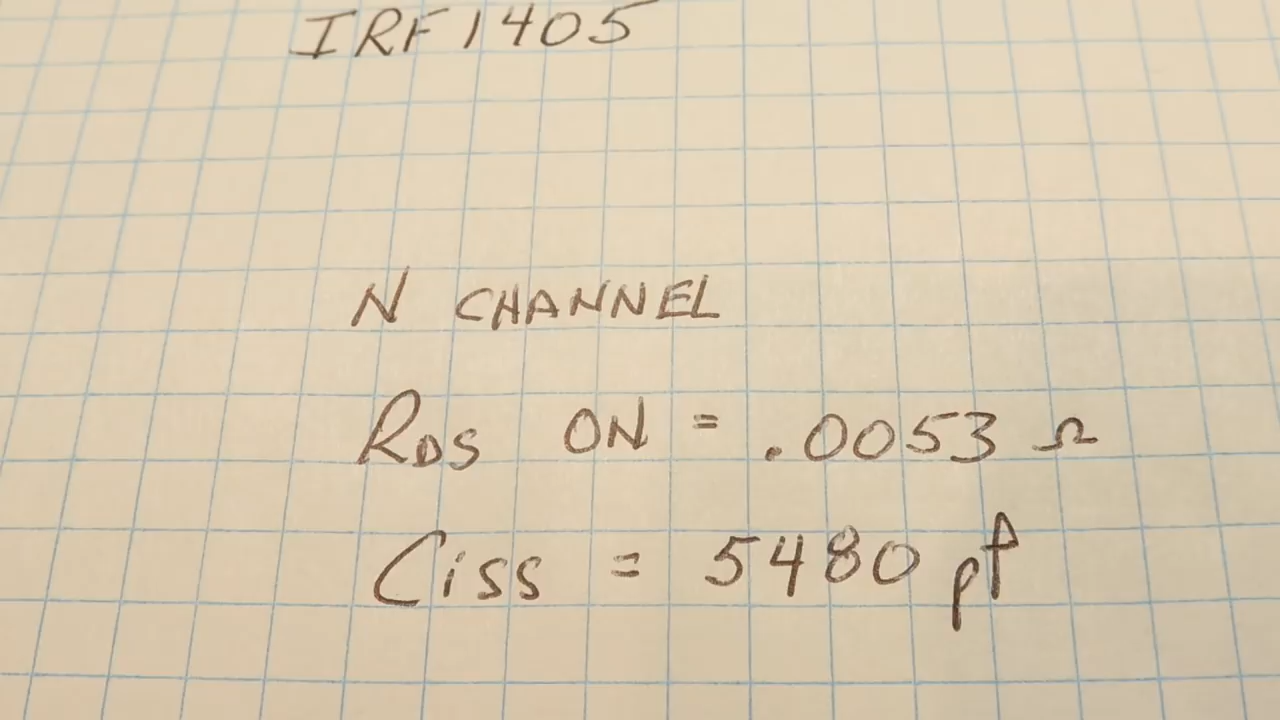 IRF1405
N CHANNEL
RDS ON = .0053 Ω
Ciss = 5480 pf